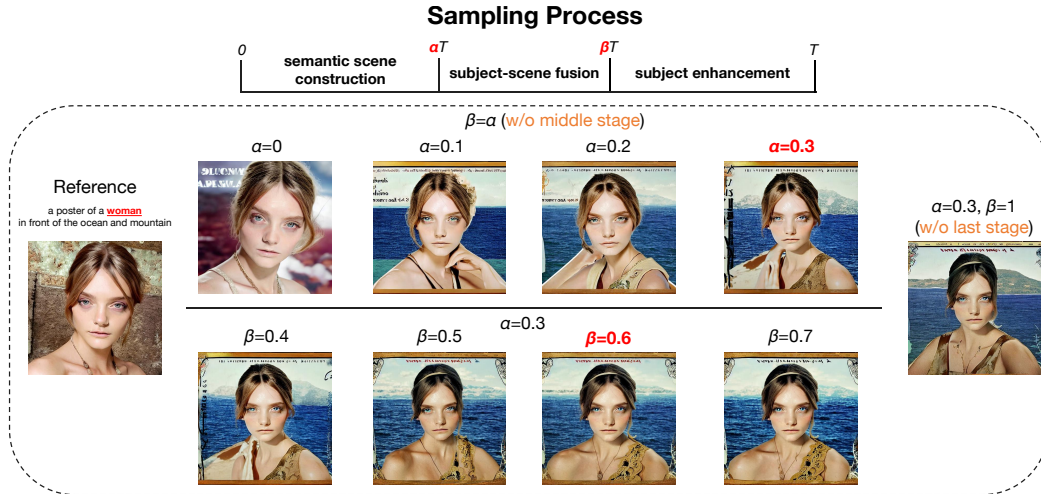 Sampling Process
0
αT
βT
T
semantic scene
construction
subject-scene fusion
subject enhancement
β=α (w/o middle stage)
α=0
α=0.1
α=0.2
α=0.3
Reference
a poster of a woman
in front of the ocean and mountain
α=0.3, β=1
(w/o last stage)
α=0.3
β=0.4
β=0.5
β=0.6
β=0.7